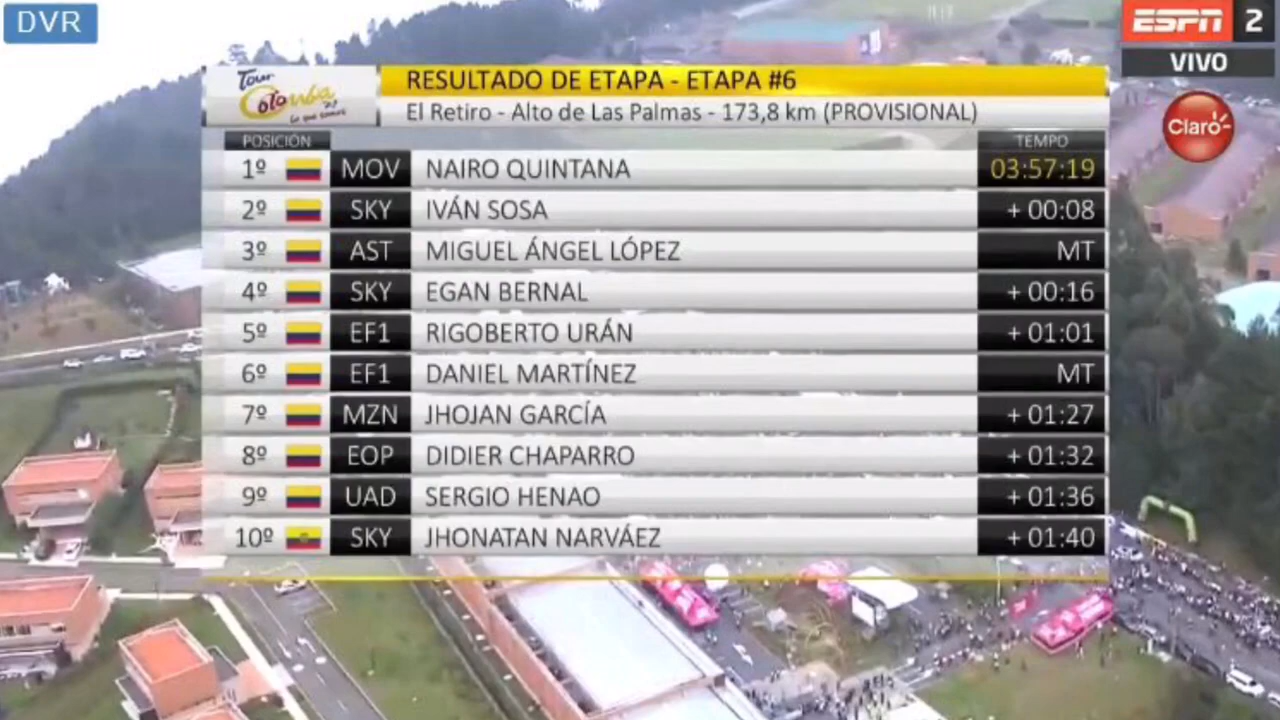 DVR
ESPN 2
VIVO
Claro
Tour
Colombia 2.1
RESULTADO DE ETAPA - ETAPA #6
El Retiro - Alto de Las Palmas - 173,8 km (PROVISIONAL)
POSICIÓN TEMPO
1º MOV NAIRO QUINTANA 03:57:19
2º SKY IVÁN SOSA + 00:08
3º AST MIGUEL ÁNGEL LÓPEZ MT
4º SKY EGAN BERNAL + 00:16
5º EF1 RIGOBERTO URÁN + 01:01
6º EF1 DANIEL MARTÍNEZ MT
7º MZN JHOJAN GARCÍA + 01:27
8º EOP DIDIER CHAPARRO + 01:32
9º UAD SERGIO HENAO + 01:36
10º SKY JHONATAN NARVÁEZ + 01:40